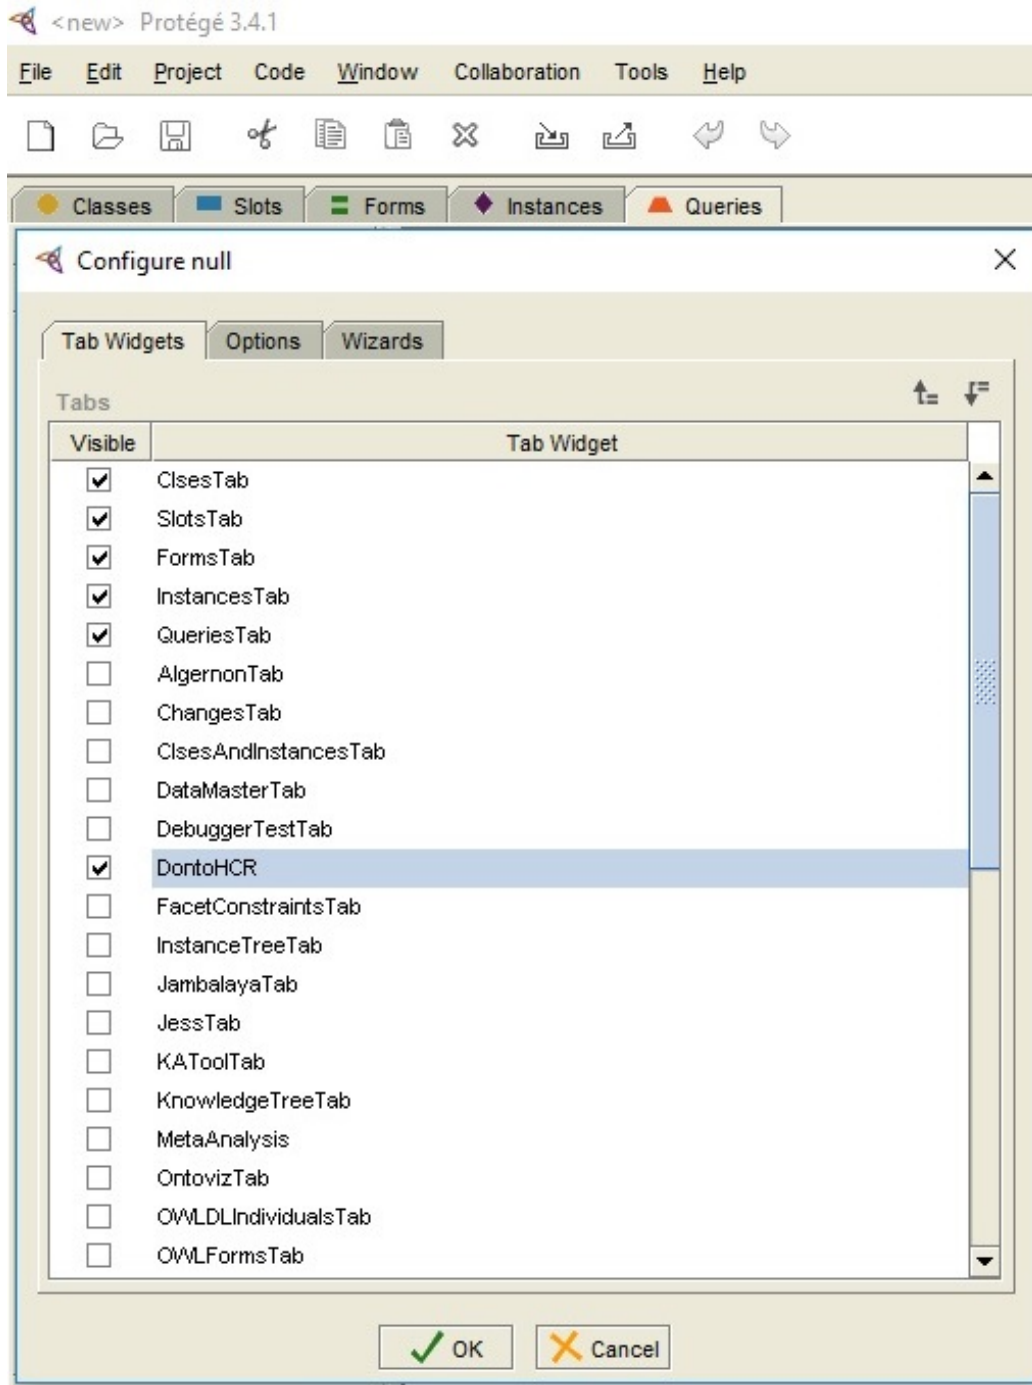 <new> Protégé 3.4.1
File Edit Project Code Window Collaboration Tools Help
Classes Slots Forms Instances Queries
Configure null
Tab Widgets Options Wizards
Tabs
Visible Tab Widget
ClsesTab
SlotsTab
FormsTab
InstancesTab
QueriesTab
AlgernonTab
ChangesTab
ClsesAndInstancesTab
DataMasterTab
DebuggerTestTab
DontoHCR
FacetConstraintsTab
InstanceTreeTab
JambalayaTab
JessTab
KAToolTab
KnowledgeTreeTab
MetaAnalysis
OntovizTab
OWLDLIndividualsTab
OWLFormsTab
OK Cancel